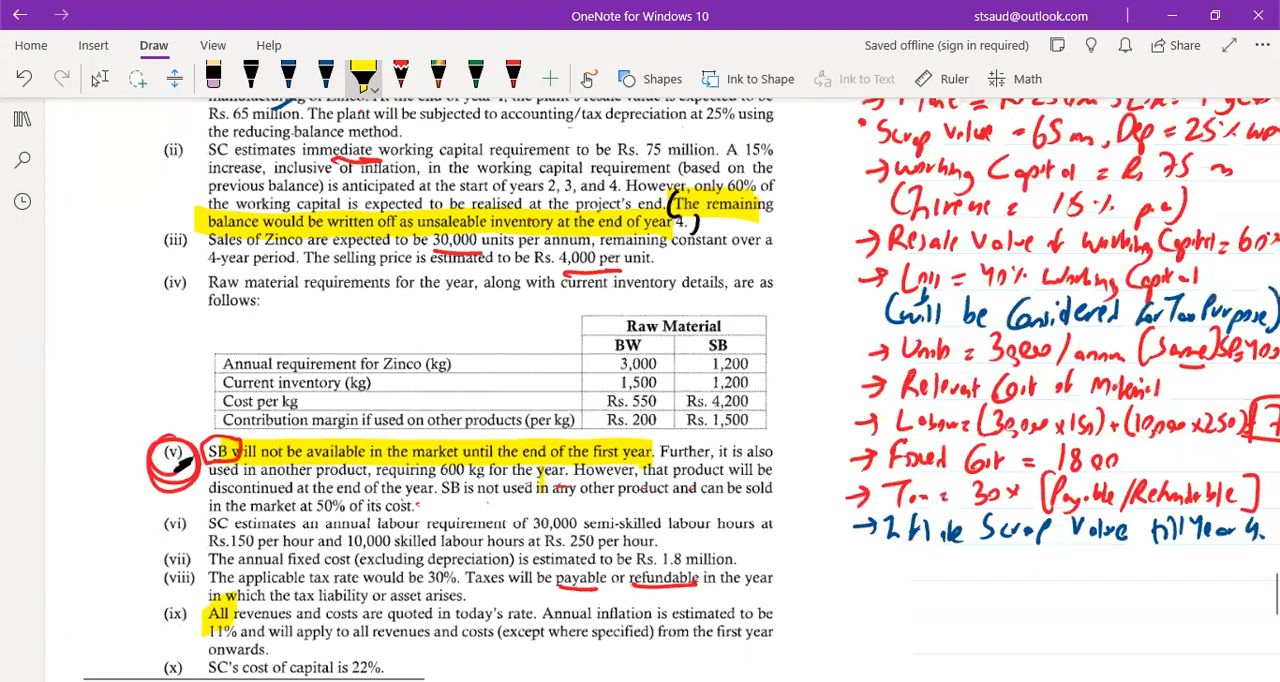 OneNote for Windows 10
stsaud@outlook.com
Home Insert Draw View Help
Saved offline (sign in required) Share
Shapes Ink to Shape Ink to Text Ruler Math
Rs. 65 million. The plant will be subjected to accounting/tax depreciation at 25% using
the reducing-balance method.
(ii) SC estimates immediate working capital requirement to be Rs. 75 million. A 15%
increase, inclusive of inflation, in the working capital requirement (based on the
previous balance) is anticipated at the start of years 2, 3, and 4. However, only 60% of
the working capital is expected to be realised at the project's end. The remaining
balance would be written off as unsaleable inventory at the end of year 4.
(iii) Sales of Zinco are expected to be 30,000 units per annum, remaining constant over a
4-year period. The selling price is estimated to be Rs. 4,000 per unit.
(iv) Raw material requirements for the year, along with current inventory details, are as
follows:
Raw Material
BW SB
Annual requirement for Zinco (kg) 3,000 1,200
Current inventory (kg) 1,500 1,200
Cost per kg Rs. 550 Rs. 4,200
Contribution margin if used on other products (per kg) Rs. 200 Rs. 1,500
(v) SB will not be available in the market until the end of the first year. Further, it is also
used in another product, requiring 600 kg for the year. However, that product will be
discontinued at the end of the year. SB is not used in any other product and can be sold
in the market at 50% of its cost.
(vi) SC estimates an annual labour requirement of 30,000 semi-skilled labour hours at
Rs.150 per hour and 10,000 skilled labour hours at Rs. 250 per hour.
(vii) The annual fixed cost (excluding depreciation) is estimated to be Rs. 1.8 million.
(viii) The applicable tax rate would be 30%. Taxes will be payable or refundable in the year
in which the tax liability or asset arises.
(ix) All revenues and costs are quoted in today's rate. Annual inflation is estimated to be
11% and will apply to all revenues and costs (except where specified) from the first year
onwards.
(x) SC's cost of capital is 22%.
Scrap Value = 65 m, Dep = 25%
→ Working Capital = Rs 75 m
15% pa)
→ Resale Value of Working Capital = 60%
→ Loss = 40% Working Capital
(will be Considered for Tax Purpose)
→ Units = 30,000/annum (Same)
→ Relevant Cost of Material
→ Labour = (30,000 x 150) + (10,000 x 250)
→ Fixed Cost = 1800
→ Tax = 30% [Payable/Refundable]
→ Inflate Scrap Value till Year 4.